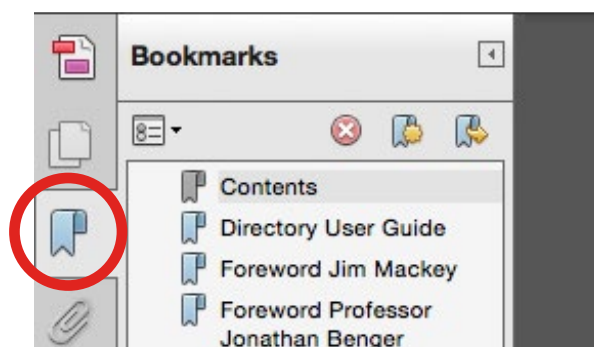 Bookmarks
Contents
Directory User Guide
Foreword Jim Mackey
Foreword Professor
Jonathan Benger